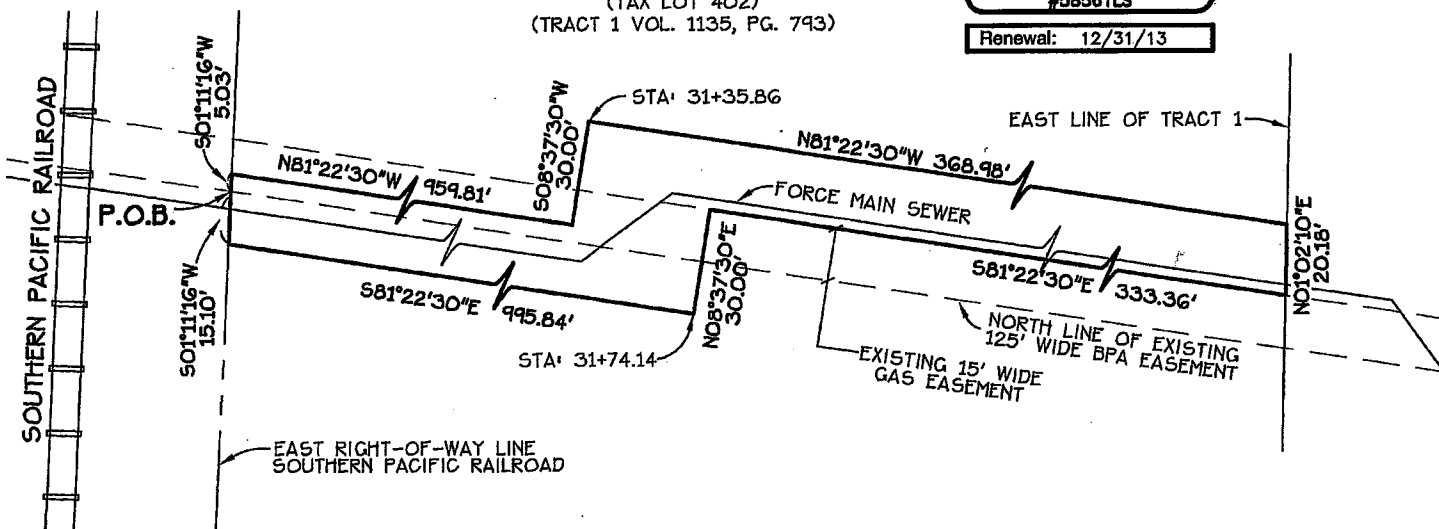 (TAX LOT 402)
(TRACT 1 VOL. 1135, PG. 793)
#58561LS
Renewal: 12/31/13
SOUTHERN PACIFIC RAILROAD
S01°11'16"W
5.03'
P.O.B.
S01°11'16"W
15.10'
N81°22'30"W 959.81'
S08°37'30"W
30.00'
STA: 31+35.86
N81°22'30"W 368.98'
EAST LINE OF TRACT 1
FORCE MAIN SEWER
S81°22'30"E 995.84'
STA: 31+74.14
N08°37'30"E
30.00'
S81°22'30"E 333.36'
N01°02'10"E
20.18'
NORTH LINE OF EXISTING
125' WIDE BPA EASEMENT
EXISTING 15' WIDE
GAS EASEMENT
EAST RIGHT-OF-WAY LINE
SOUTHERN PACIFIC RAILROAD